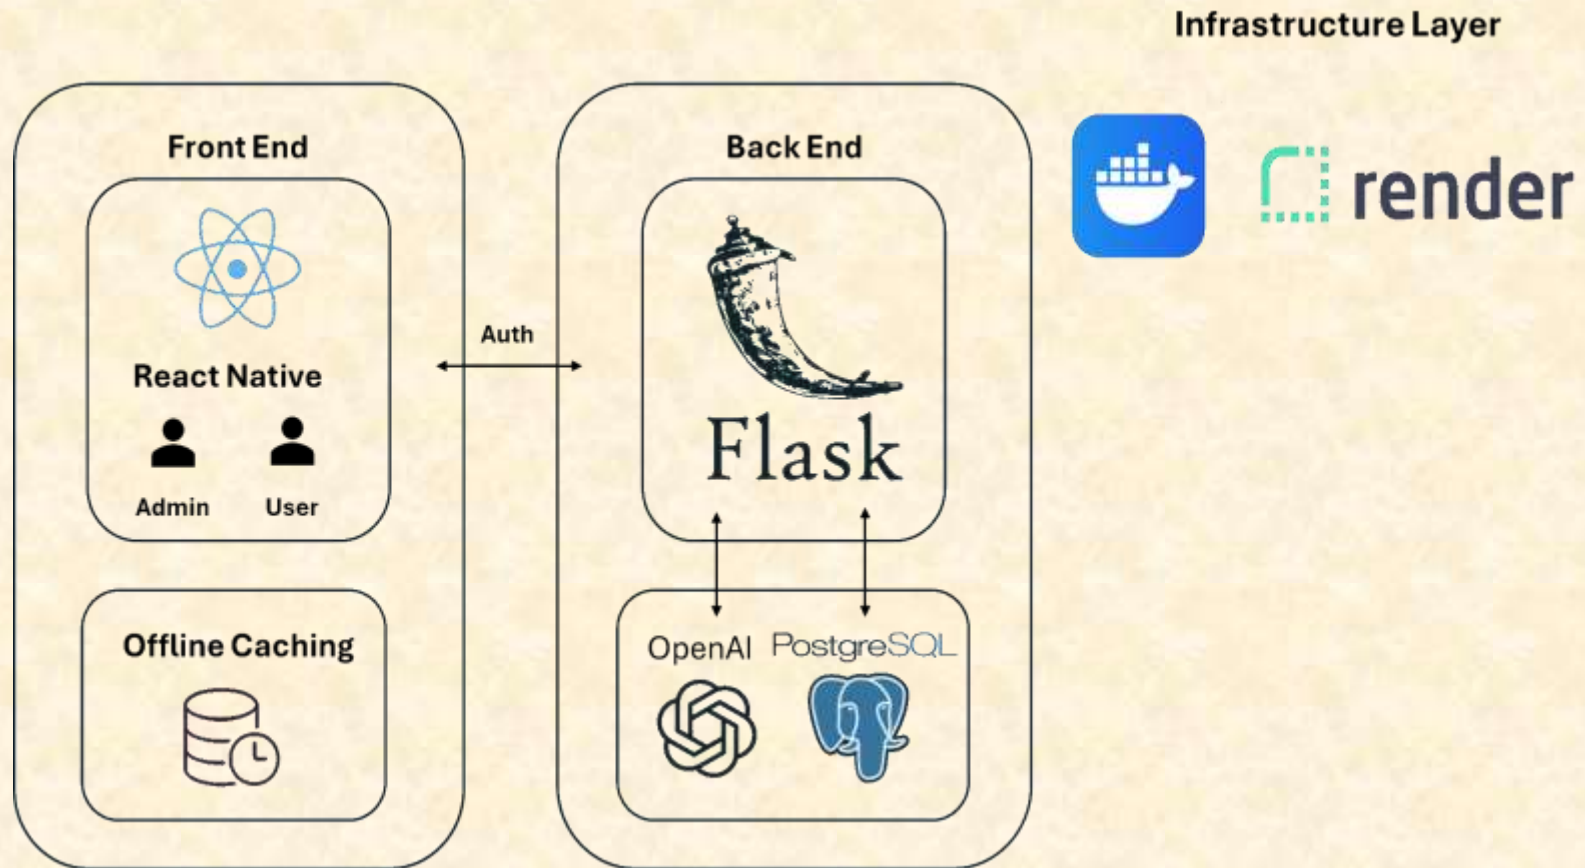 Infrastructure Layer
Front End
React Native
Admin User
Offline Caching
Auth
Back End
Flask
OpenAI PostgreSQL
render